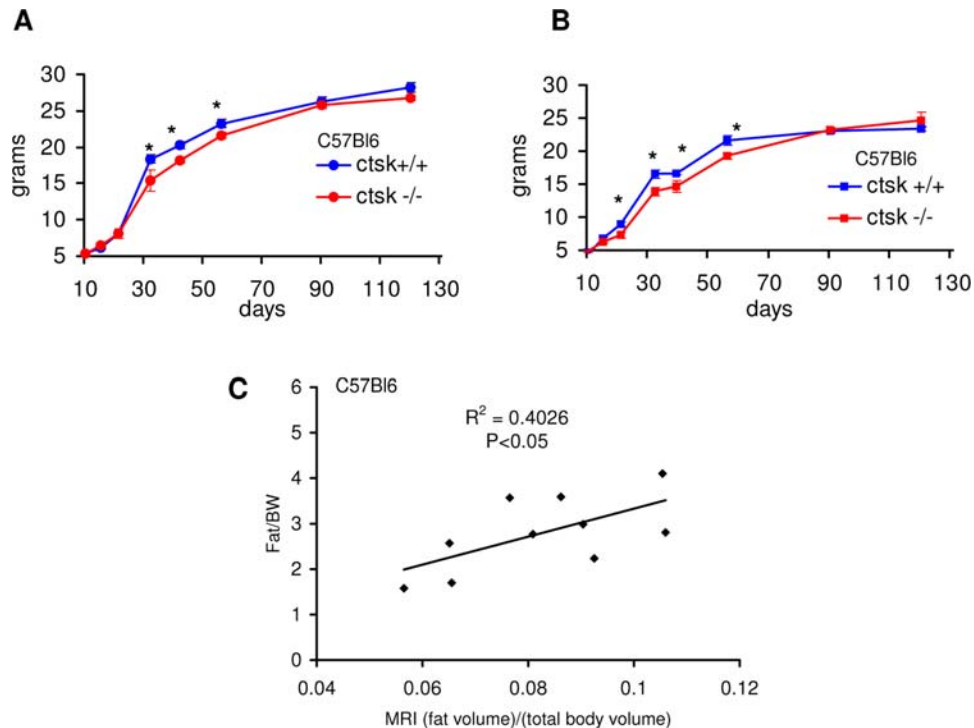 A
30
25
20
15
10
5
grams
* * *
C57Bl6
ctsk+/+
ctsk -/-
10 30 50 70 90 110 130
days
B
30
25
20
15
10
5
grams
* * * *
C57Bl6
ctsk +/+
ctsk -/-
10 30 50 70 90 110 130
days
C
C57Bl6
R² = 0.4026
P<0.05
6
5
4
3
2
1
0
Fat/BW
0.04 0.06 0.08 0.1 0.12
MRI (fat volume)/(total body volume)